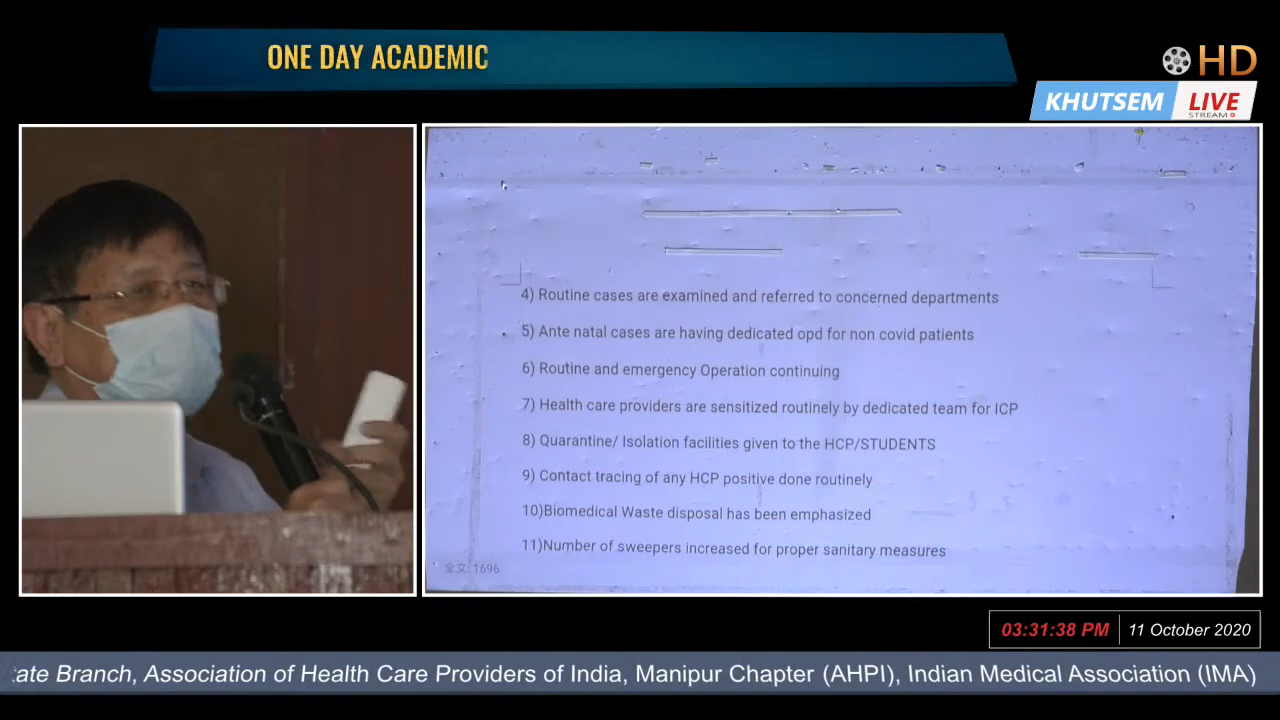 ONE DAY ACADEMIC
HD
KHUTSEM LIVE
STREAM
4) Routine cases are examined and referred to concerned departments
5) Ante natal cases are having dedicated opd for non covid patients
6) Routine and emergency Operation continuing
7) Health care providers are sensitized routinely by dedicated team for ICP
8) Quarantine/ Isolation facilities given to the HCP/STUDENTS
9) Contact tracing of any HCP positive done routinely
10)Biomedical Waste disposal has been emphasized
11)Number of sweepers increased for proper sanitary measures
全文: 1696
03:31:38 PM 11 October 2020
ate Branch, Association of Health Care Providers of India, Manipur Chapter (AHPI), Indian Medical Association (IMA)